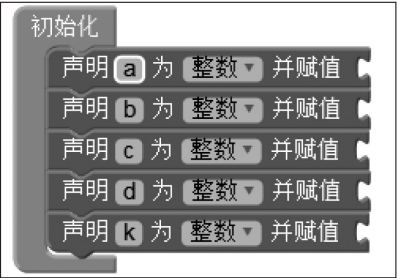 初始化
声明 a 为 整数 并赋值
声明 b 为 整数 并赋值
声明 c 为 整数 并赋值
声明 d 为 整数 并赋值
声明 k 为 整数 并赋值